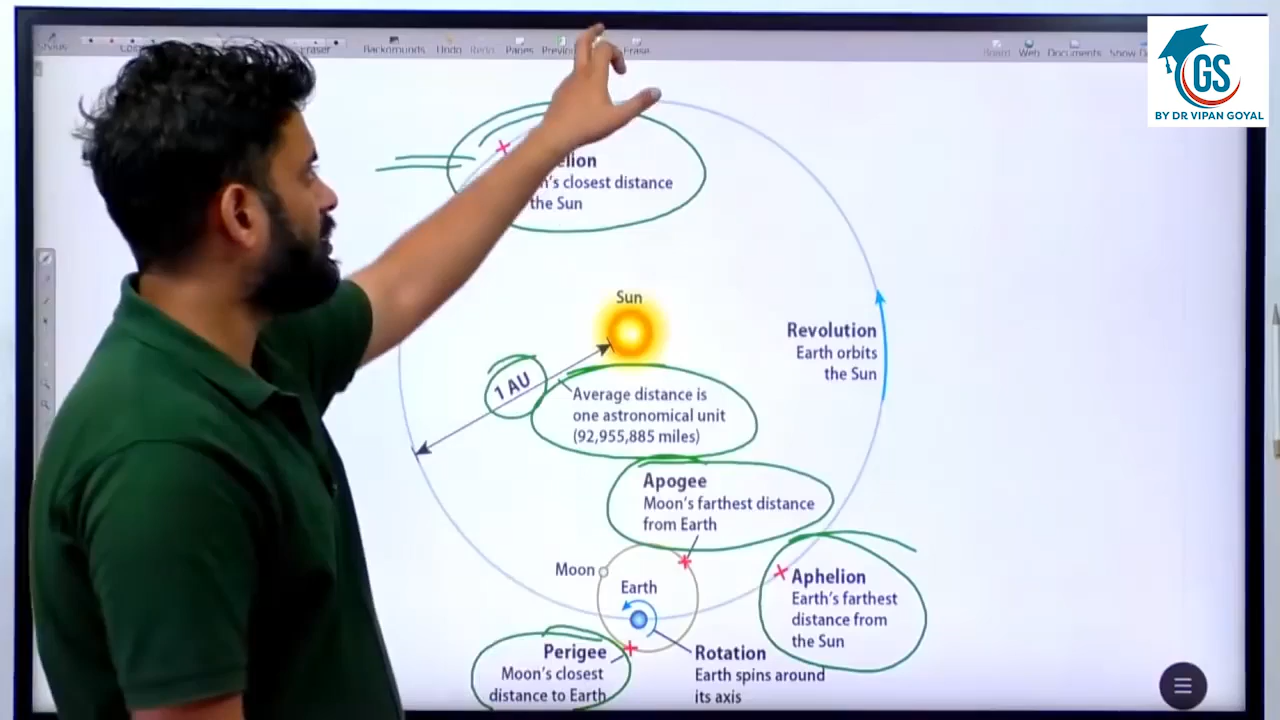 Eraser
Backgrounds
Undo
Redo
Pages
Erase
Board
Web
Documents
GS
BY DR VIPAN GOYAL
elion
's closest distance
the Sun
Sun
Revolution
Earth orbits
the Sun
1 AU
Average distance is
one astronomical unit
(92,955,885 miles)
Apogee
Moon's farthest distance
from Earth
Moon
Earth
Aphelion
Earth's farthest
distance from
the Sun
Perigee
Moon's closest
distance to Earth
Rotation
Earth spins around
its axis